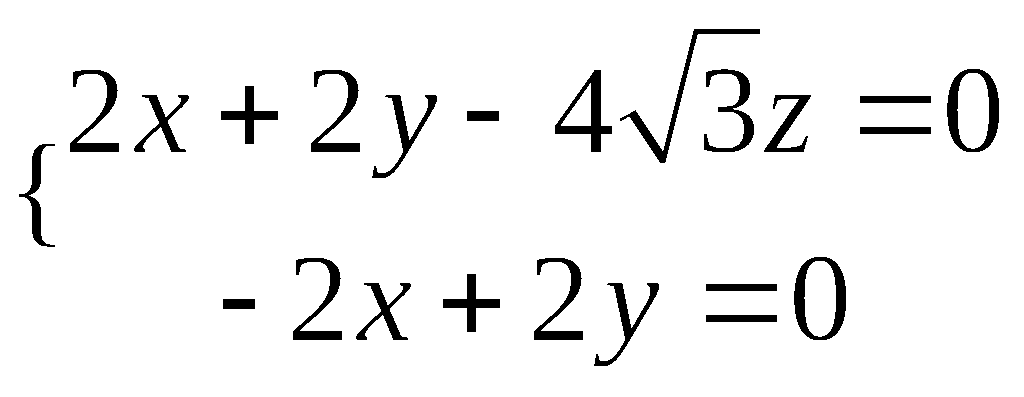 {2x + 2y - 4√3z = 0
- 2x + 2y = 0